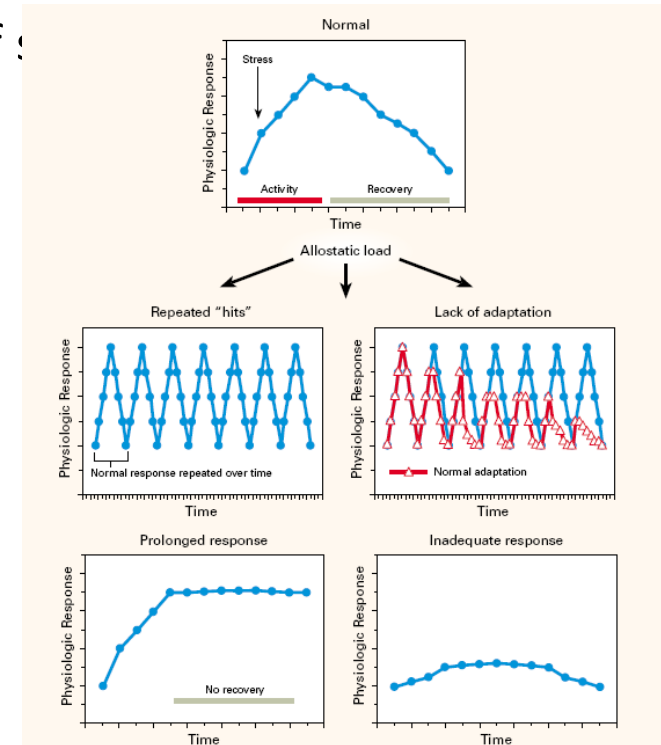 Normal
Stress
Physiologic Response
Activity
Recovery
Time
Allostatic load
Repeated "hits"
Physiologic Response
Normal response repeated over time
Time
Lack of adaptation
Physiologic Response
Normal adaptation
Time
Prolonged response
Physiologic Response
No recovery
Time
Inadequate response
Physiologic Response
Time